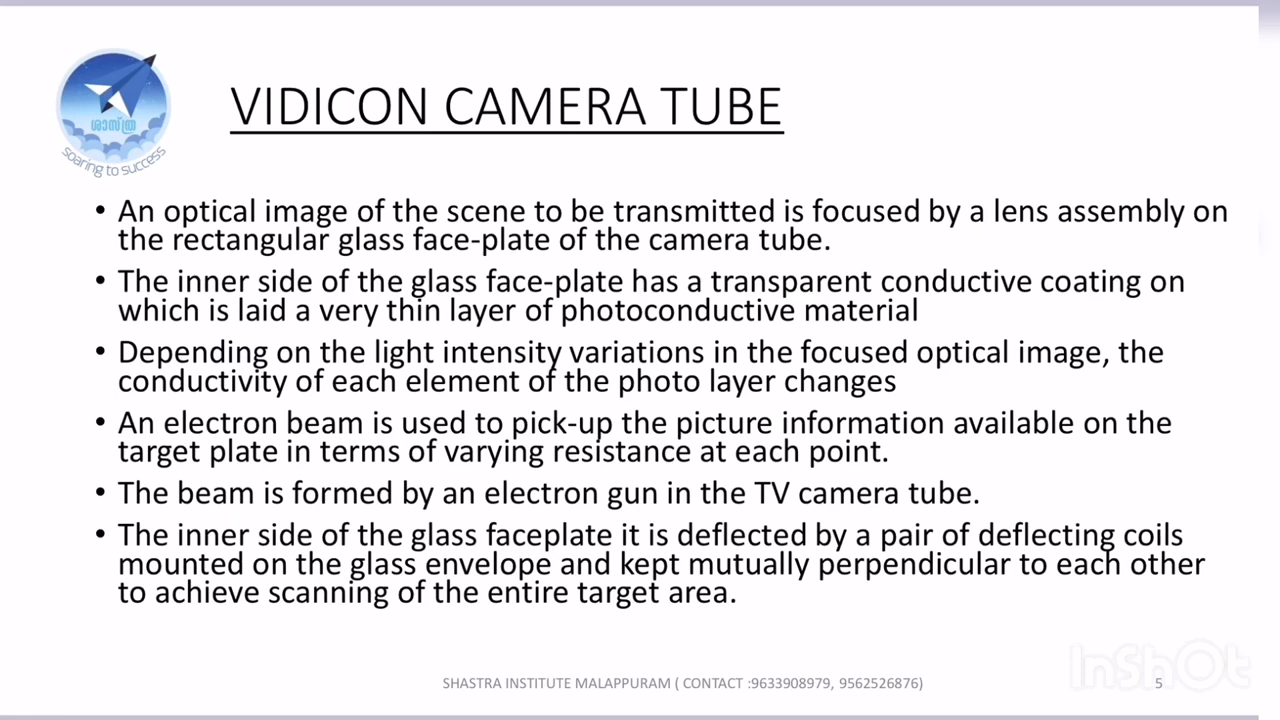 ശാസ്ത്ര
soaring to success
VIDICON CAMERA TUBE
• An optical image of the scene to be transmitted is focused by a lens assembly on
the rectangular glass face-plate of the camera tube.
• The inner side of the glass face-plate has a transparent conductive coating on
which is laid a very thin layer of photoconductive material
• Depending on the light intensity variations in the focused optical image, the
conductivity of each element of the photo layer changes
• An electron beam is used to pick-up the picture information available on the
target plate in terms of varying resistance at each point.
• The beam is formed by an electron gun in the TV camera tube.
• The inner side of the glass faceplate it is deflected by a pair of deflecting coils
mounted on the glass envelope and kept mutually perpendicular to each other
to achieve scanning of the entire target area.
SHASTRA INSTITUTE MALAPPURAM ( CONTACT :9633908979, 9562526876)
5
InShOt